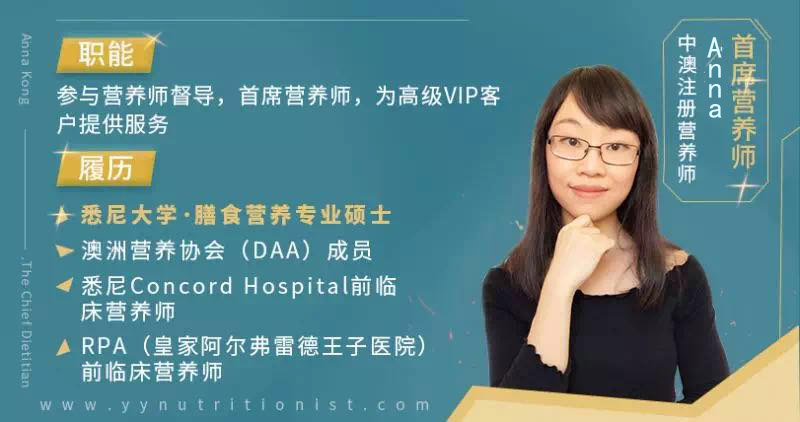 职能
参与营养师督导，首席营养师，为高级VIP客
户提供服务
履历
悉尼大学·膳食营养专业硕士
澳洲营养协会（DAA）成员
悉尼Concord Hospital前临
床营养师
RPA（皇家阿尔弗雷德王子医院）
前临床营养师
首席营养师
Anna
中澳注册营养师
Anna Kong
.The Chief Dietitian
www.yynutritionist.com